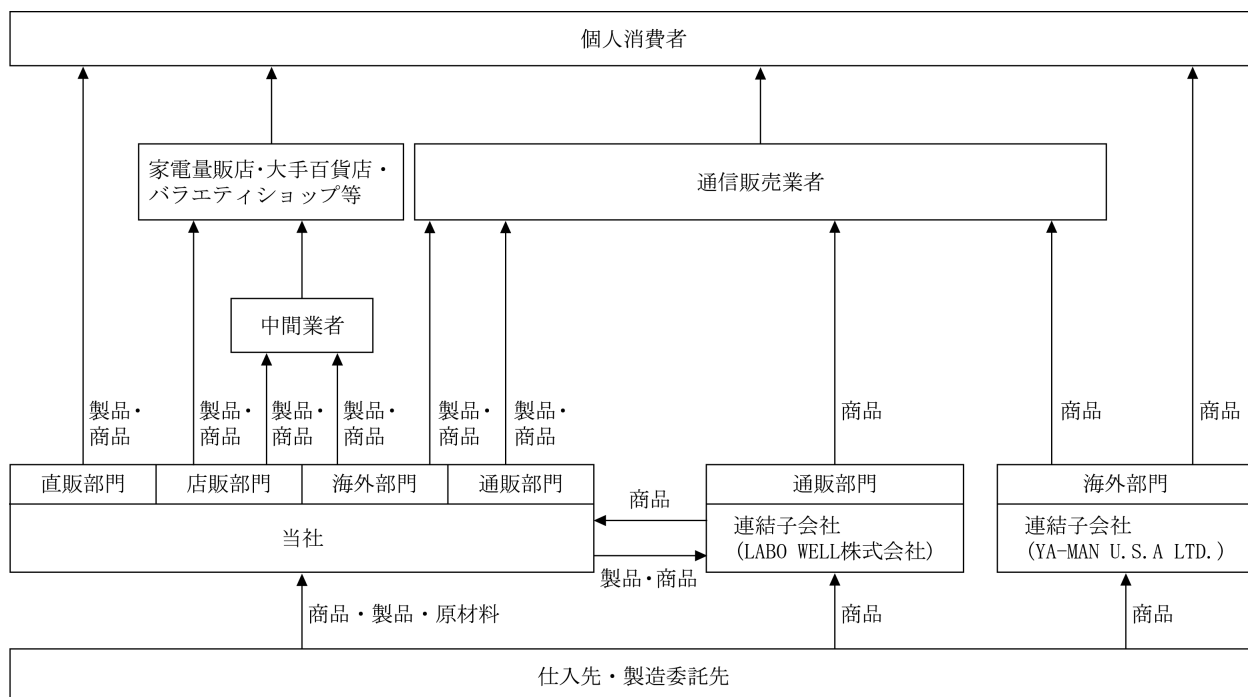 個人消費者
家電量販店・大手百貨店・
バラエティショップ等
通信販売業者
中間業者
製品・
商品
製品・
商品
製品・
商品
製品・
商品
製品・
商品
製品・
商品
商品
商品
商品
直販部門
店販部門
海外部門
通販部門
当社
商品
製品・商品
通販部門
連結子会社
(LABO WELL株式会社)
海外部門
連結子会社
(YA-MAN U.S.A LTD.)
商品・製品・原材料
商品
商品
仕入先・製造委託先